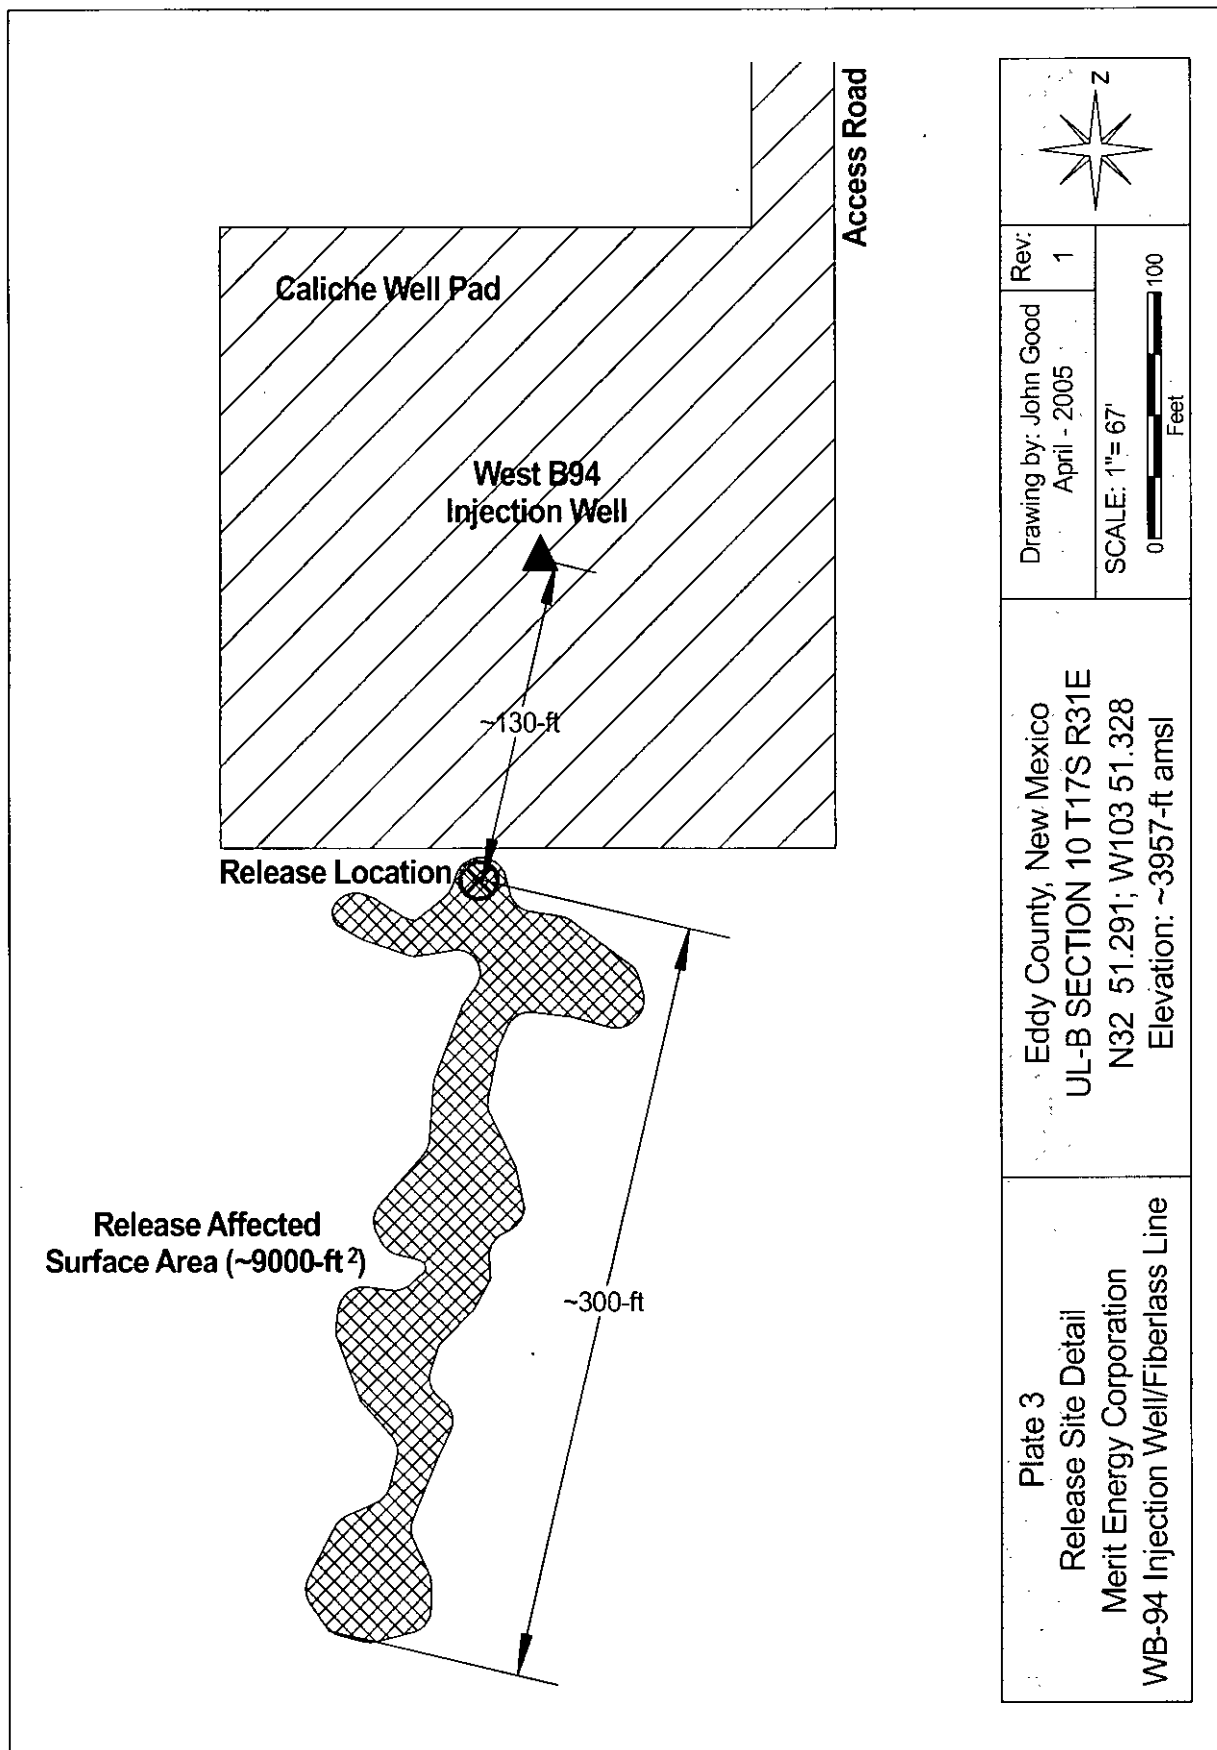 Access Road
Caliche Well Pad
West B94
Injection Well
~130-ft
Release Location
Release Affected
Surface Area (~9000-ft²)
~300-ft
Plate 3
Release Site Detail
Merit Energy Corporation
WB-94 Injection Well/Fiberlass Line
Eddy County, New Mexico
UL-B SECTION 10 T17S R31E
N32 51.291; W103 51.328
Elevation: ~3957-ft amsl
Drawing by: John Good
April - 2005
Rev:
1
SCALE: 1"= 67'
0 100
Feet
N